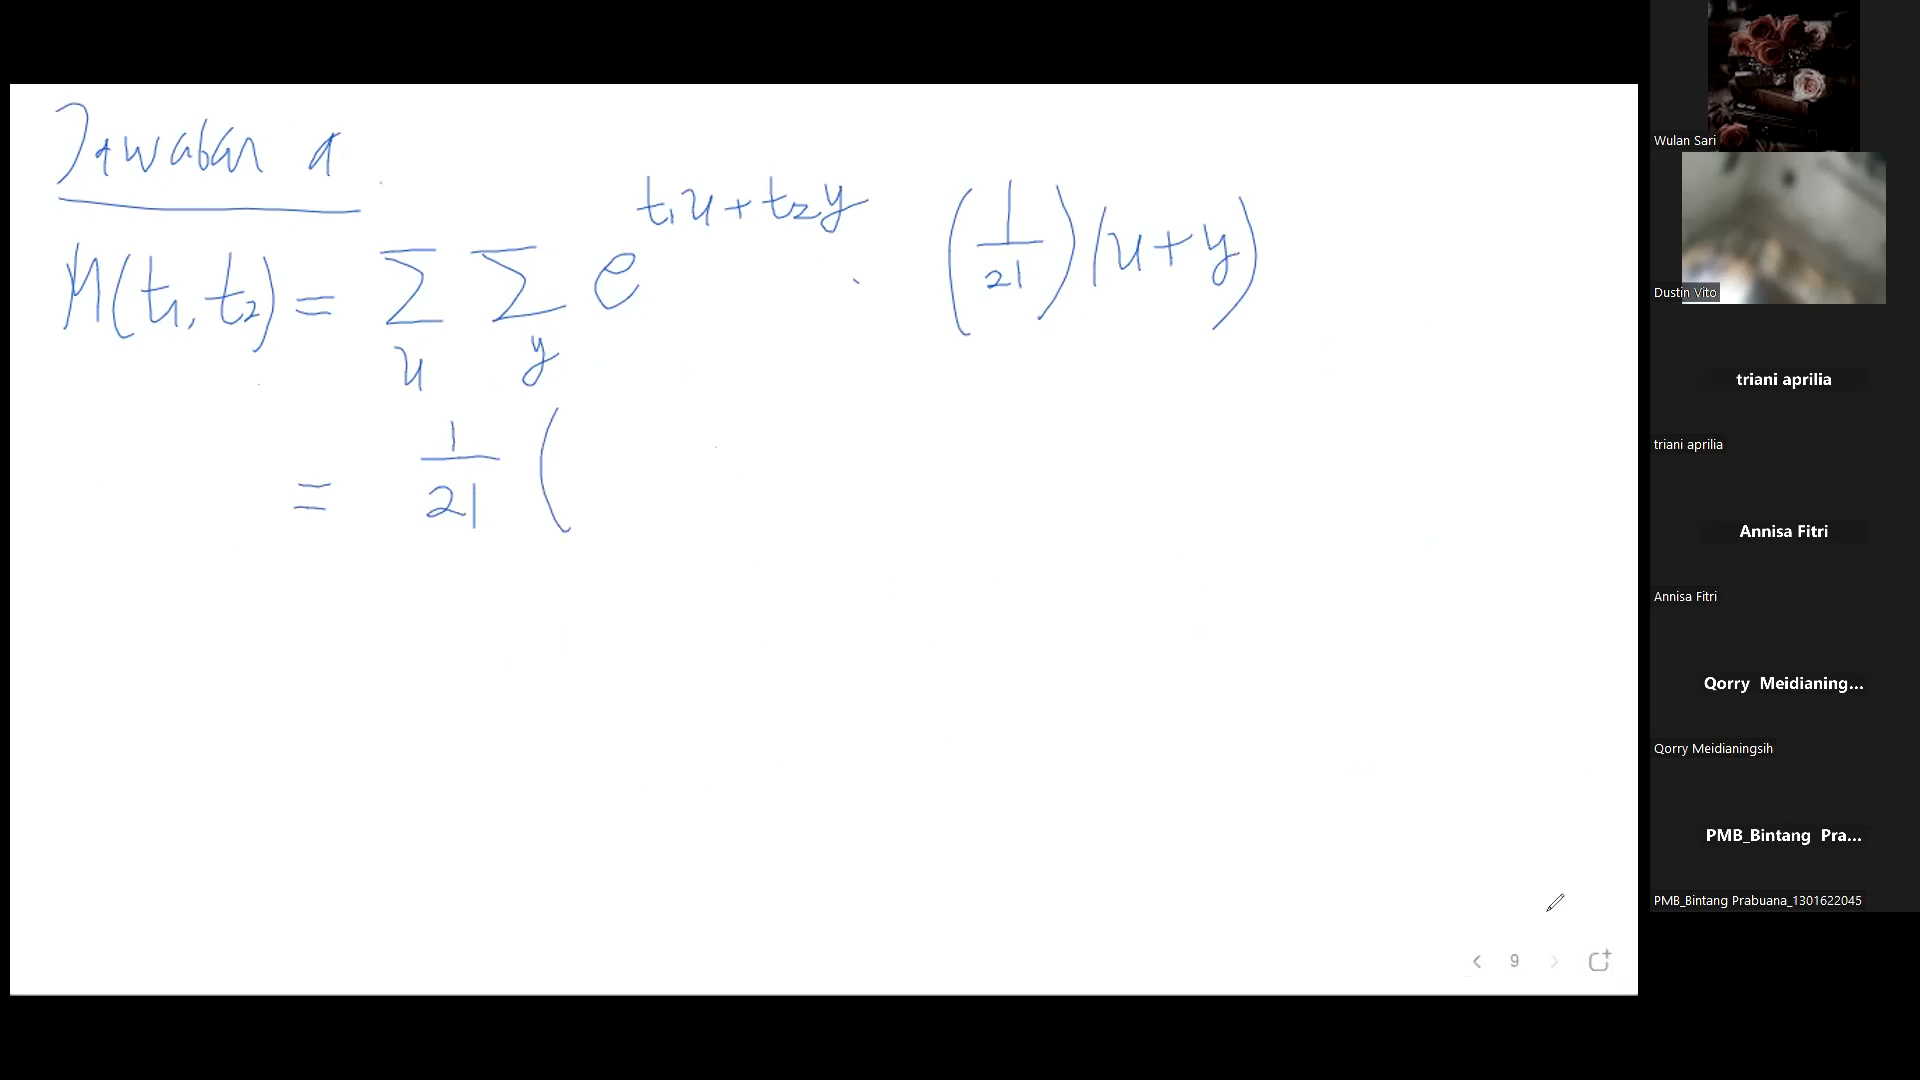 Jawaban a
M(t₁, t₂) = Σ Σ e^(t₁x + t₂y) · (1/21)(x + y)
x y
= 1/21 (
9
Wulan Sari
Dustin Vito
triani aprilia
triani aprilia
Annisa Fitri
Annisa Fitri
Qorry Meidianing...
Qorry Meidianingsih
PMB_Bintang Pra...
PMB_Bintang Prabuana_1301622045